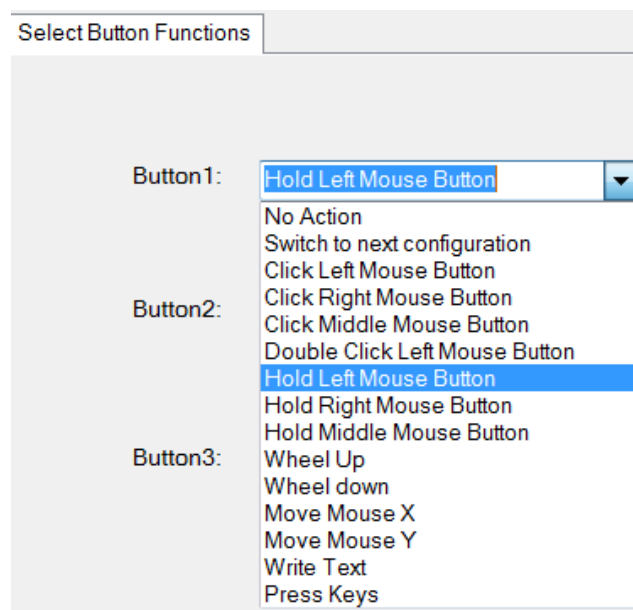 Select Button Functions
Button1:
Hold Left Mouse Button
No Action
Switch to next configuration
Click Left Mouse Button
Click Right Mouse Button
Button2:
Click Middle Mouse Button
Double Click Left Mouse Button
Hold Left Mouse Button
Hold Right Mouse Button
Hold Middle Mouse Button
Button3:
Wheel Up
Wheel down
Move Mouse X
Move Mouse Y
Write Text
Press Keys